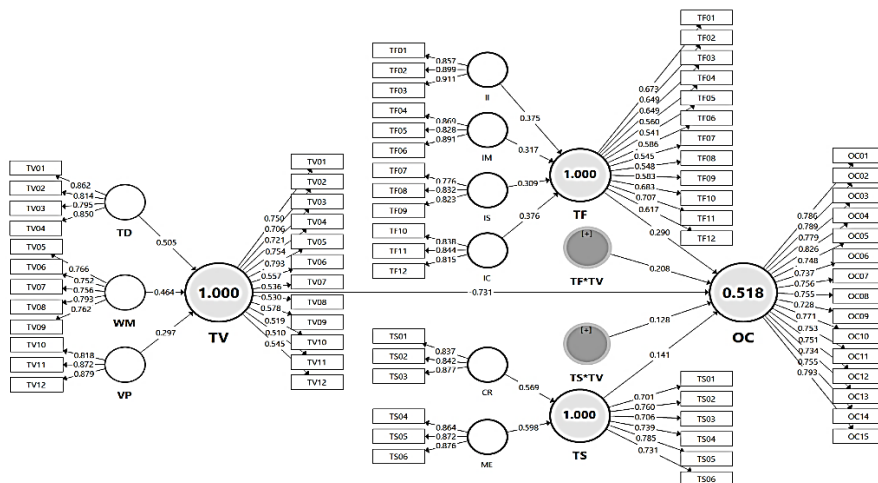 TV01
TV02
TV03
TV04
TV05
TV06
TV07
TV08
TV09
TV10
TV11
TV12
0.862
0.814
0.795
0.850
0.766
0.752
0.756
0.793
0.762
0.818
0.872
0.879
TD
WM
VP
0.505
0.464
0.297
1.000
TV
0.750
0.706
0.721
0.754
0.793
0.557
0.536
0.530
0.578
0.519
0.510
0.545
TV01
TV02
TV03
TV04
TV05
TV06
TV07
TV08
TV09
TV10
TV11
TV12
0.731
TF01
TF02
TF03
TF04
TF05
TF06
TF07
TF08
TF09
TF10
TF11
TF12
0.857
0.899
0.911
0.869
0.828
0.891
0.776
0.832
0.823
0.838
0.844
0.815
II
IM
IS
IC
0.375
0.317
0.309
0.376
1.000
TF
0.673
0.649
0.649
0.560
0.541
0.586
0.545
0.548
0.583
0.683
0.707
0.617
TF01
TF02
TF03
TF04
TF05
TF06
TF07
TF08
TF09
TF10
TF11
TF12
0.290
[+]
TF*TV
0.208
[+]
TS*TV
0.128
0.141
TS01
TS02
TS03
TS04
TS05
TS06
0.837
0.842
0.877
0.864
0.872
0.876
CR
ME
0.569
0.598
1.000
TS
0.701
0.760
0.706
0.739
0.785
0.731
TS01
TS02
TS03
TS04
TS05
TS06
0.518
OC
0.786
0.789
0.779
0.826
0.748
0.737
0.756
0.755
0.728
0.771
0.753
0.751
0.734
0.755
0.793
OC01
OC02
OC03
OC04
OC05
OC06
OC07
OC08
OC09
OC10
OC11
OC12
OC13
OC14
OC15